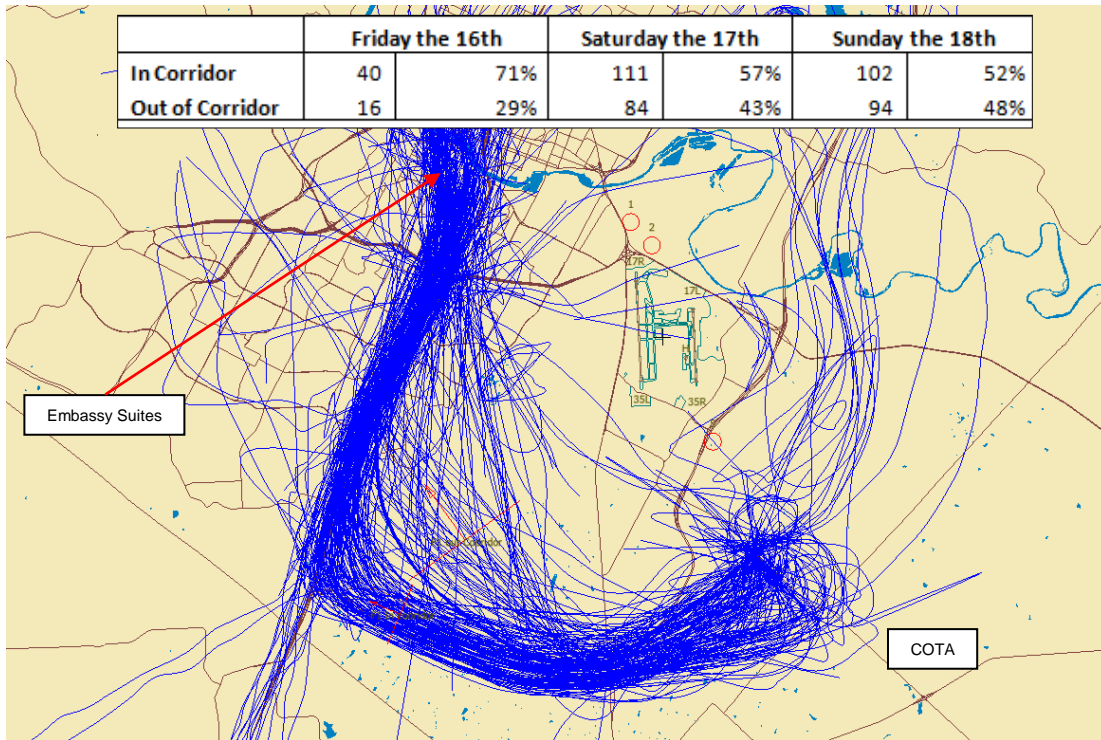 Friday the 16th Saturday the 17th Sunday the 18th
In Corridor 40 71% 111 57% 102 52%
Out of Corridor 16 29% 84 43% 94 48%
1
2
17R
17L
35L
35R
Embassy Suites
Corridor
COTA